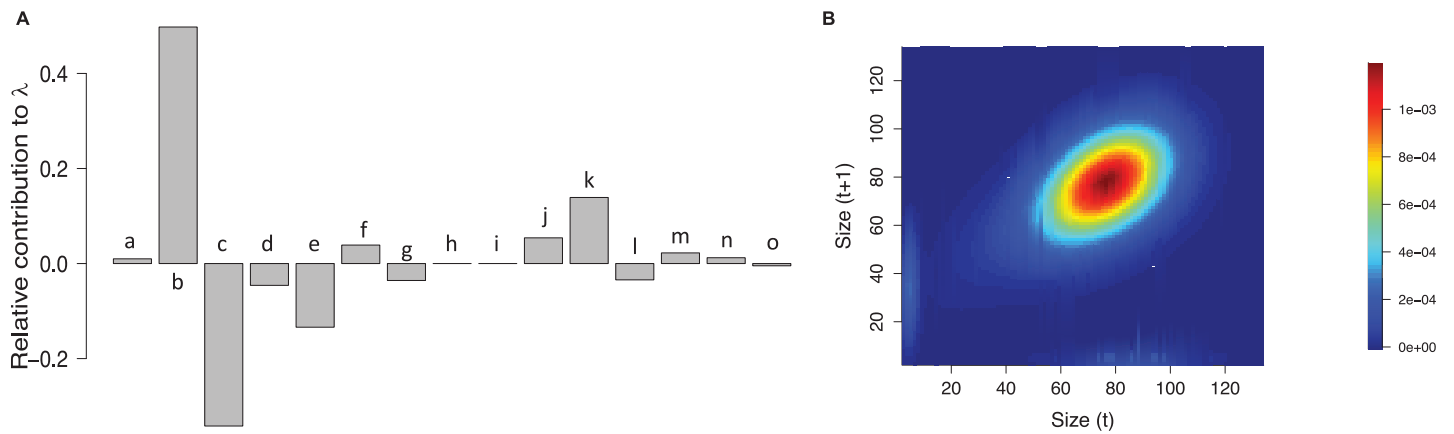 A
Relative contribution to λ
0.4
0.2
0.0
−0.2
a
b
c
d
e
f
g
h
i
j
k
l
m
n
o
B
Size (t+1)
120
100
80
60
40
20
20 40 60 80 100 120
Size (t)
1e−03
8e−04
6e−04
4e−04
2e−04
0e+00